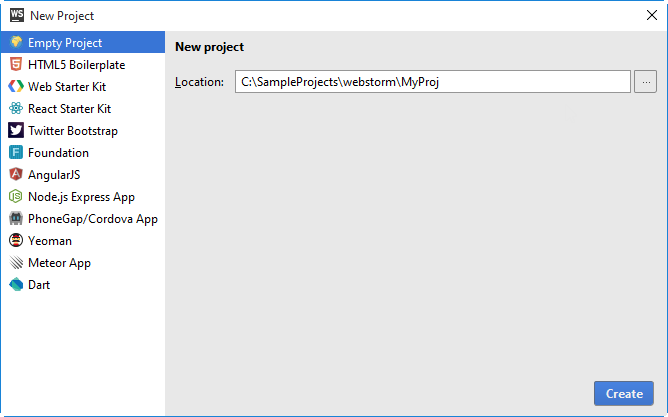 WS New Project
Empty Project
HTML5 Boilerplate
Web Starter Kit
React Starter Kit
Twitter Bootstrap
Foundation
AngularJS
Node.js Express App
PhoneGap/Cordova App
Yeoman
Meteor App
Dart
New project
Location: C:\SampleProjects\webstorm\MyProj ...
Create